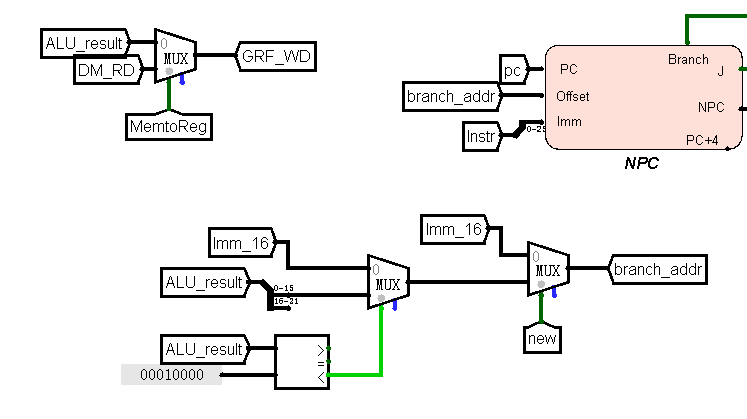 ALU_result
0
MUX
GRF_WD
DM_RD
MemtoReg
Branch
J
pc
PC
branch_addr
Offset
NPC
Instr
0-25
Imm
PC+4
NPC
Imm_16
Imm_16
0
MUX
branch_addr
0
MUX
ALU_result
0-15
16-21
new
ALU_result
>
=
<
00010000